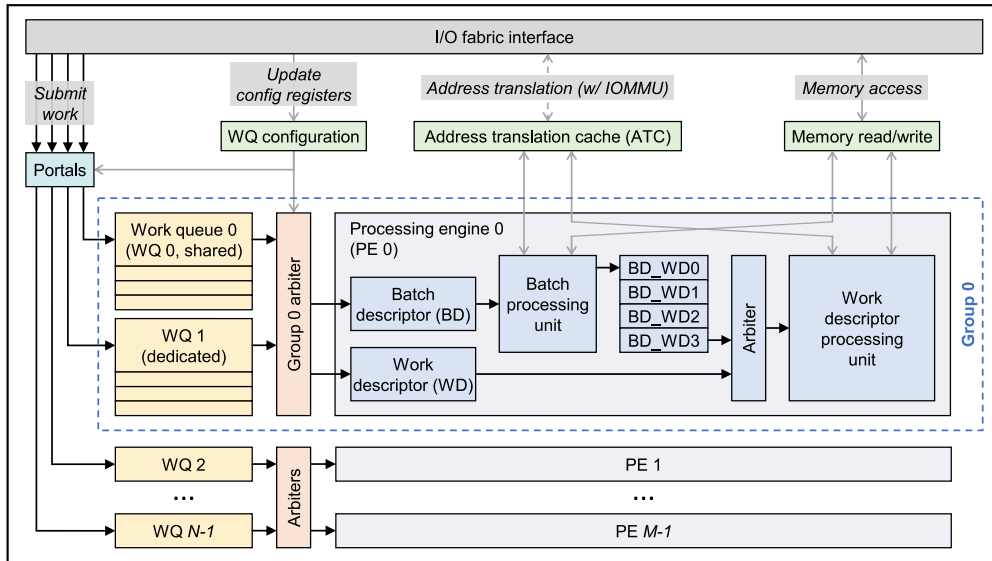 I/O fabric interface
Submit
work
Update
config registers
Address translation (w/ IOMMU)
Memory access
WQ configuration
Address translation cache (ATC)
Memory read/write
Portals
Work queue 0
(WQ 0, shared)
WQ 1
(dedicated)
Group 0 arbiter
Processing engine 0
(PE 0)
Batch
descriptor (BD)
Work
descriptor (WD)
Batch
processing
unit
BD_WD0
BD_WD1
BD_WD2
BD_WD3
Arbiter
Work
descriptor
processing
unit
Group 0
WQ 2
...
WQ N-1
Arbiters
PE 1
...
PE M-1